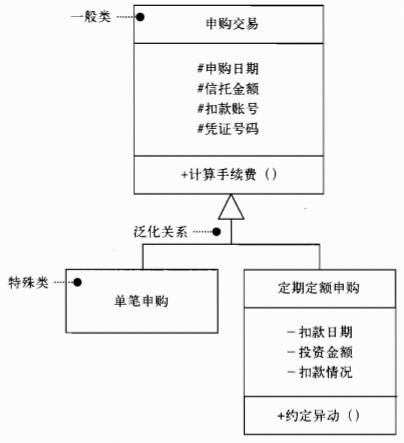 一般类
申购交易
#申购日期
#信托金额
#扣款账号
#凭证号码
+计算手续费()
泛化关系
特殊类
单笔申购
定期定额申购
-扣款日期
-投资金额
-扣款情况
+约定异动()